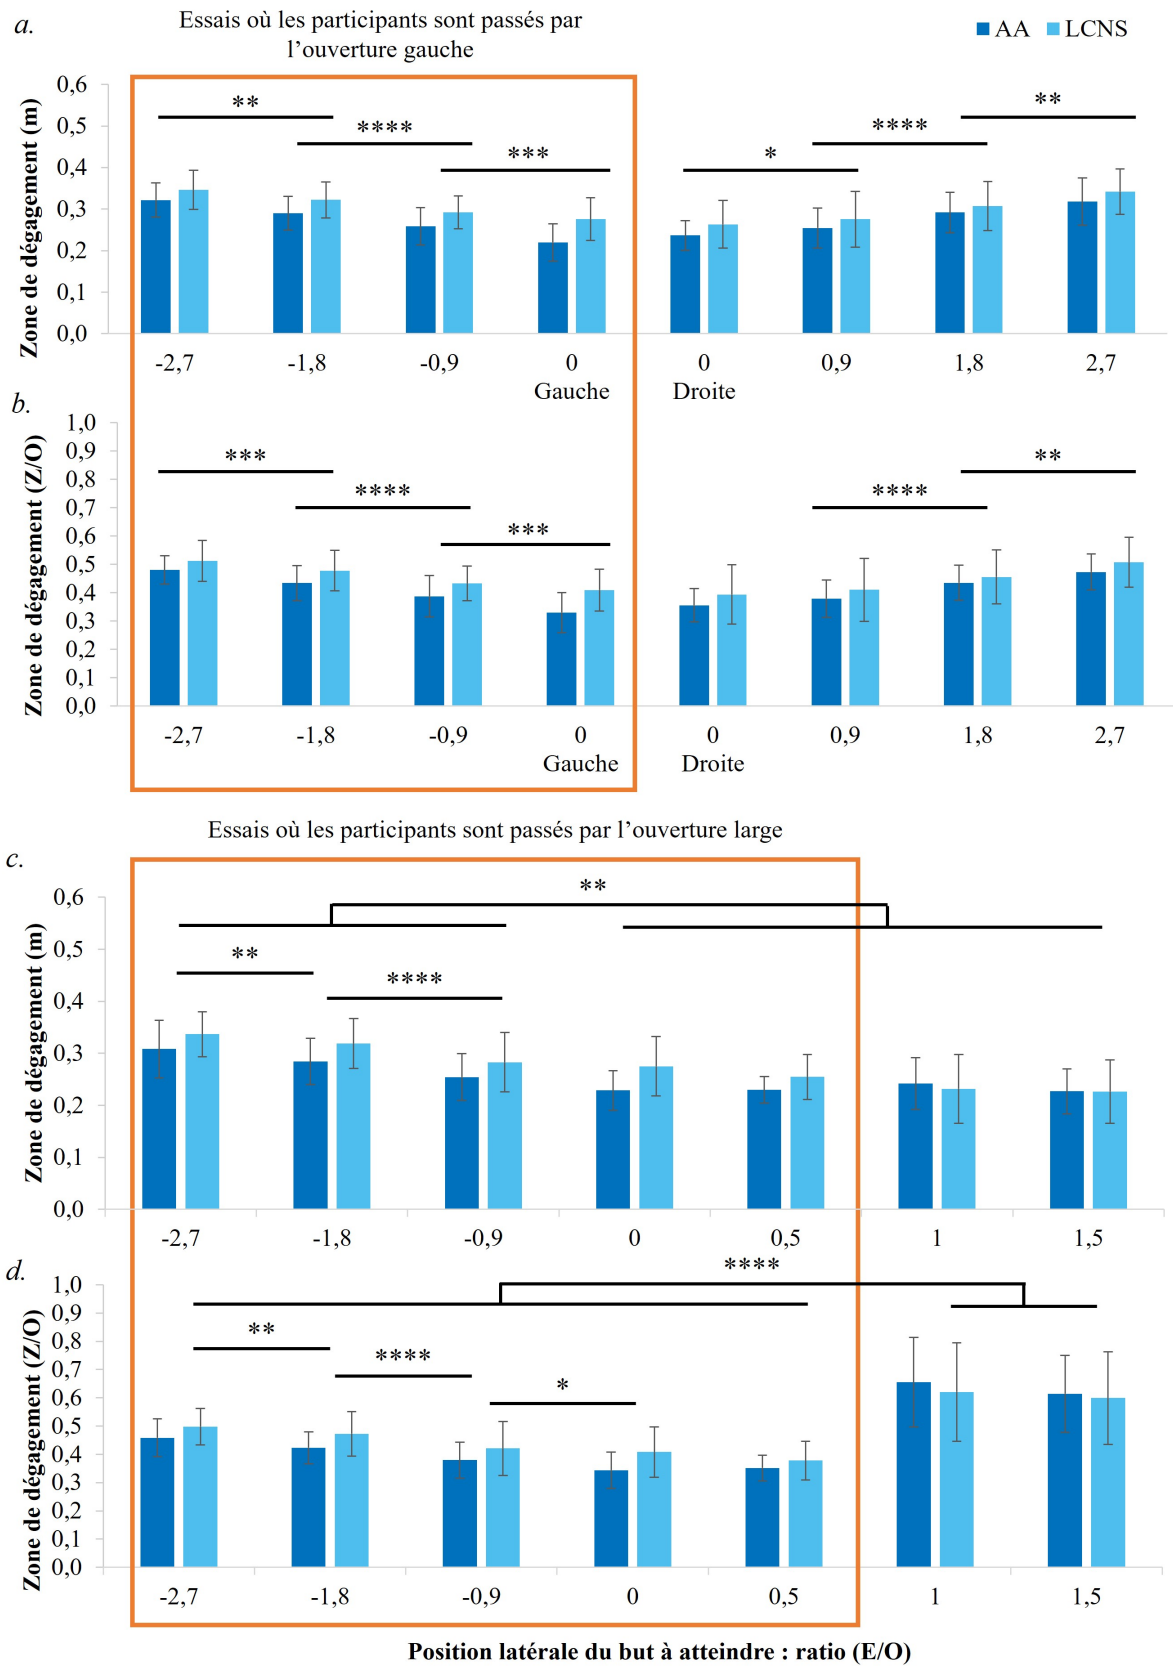 a.
Essais où les participants sont passés par
l’ouverture gauche
AA LCNS
Zone de dégagement (m)
0,6
0,5
0,4
0,3
0,2
0,1
0,0
** **** *** * **** **
-2,7 -1,8 -0,9 0 0 0,9 1,8 2,7
Gauche Droite
b.
Zone de dégagement (Z/O)
1,0
0,9
0,8
0,7
0,6
0,5
0,4
0,3
0,2
0,1
0,0
*** **** *** **** **
-2,7 -1,8 -0,9 0 0 0,9 1,8 2,7
Gauche Droite
Essais où les participants sont passés par l’ouverture large
c.
Zone de dégagement (m)
0,6
0,5
0,4
0,3
0,2
0,1
0,0
**
** ****
-2,7 -1,8 -0,9 0 0,5 1 1,5
d.
Zone de dégagement (Z/O)
1,0
0,9
0,8
0,7
0,6
0,5
0,4
0,3
0,2
0,1
0,0
****
** **** *
-2,7 -1,8 -0,9 0 0,5 1 1,5
Position latérale du but à atteindre : ratio (E/O)